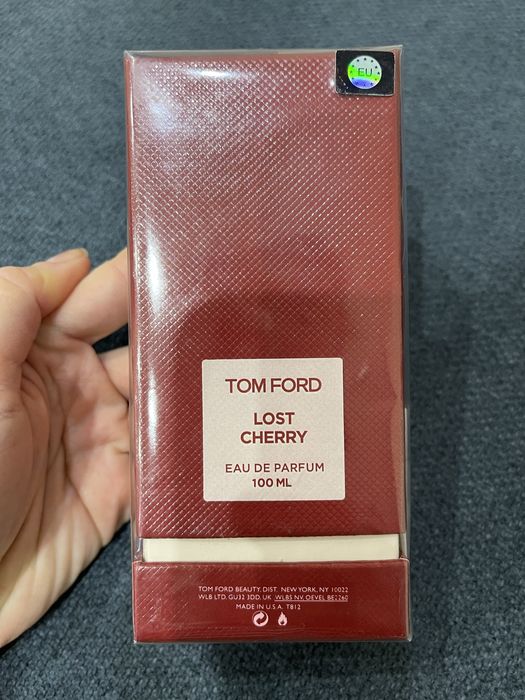 EU
TOM FORD
LOST
CHERRY
EAU DE PARFUM
100 ML
TOM FORD BEAUTY, DIST. NEW YORK, NY 10022
WLB LTD, GU32 3DD, UK WLBS NV, OEVEL BE2260
MADE IN U.S.A. T812